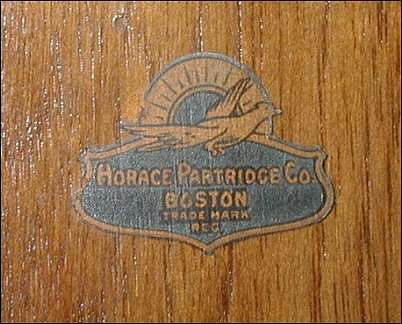 HORACE PARTRIDGE CO.
BOSTON
TRADE MARK
REG.